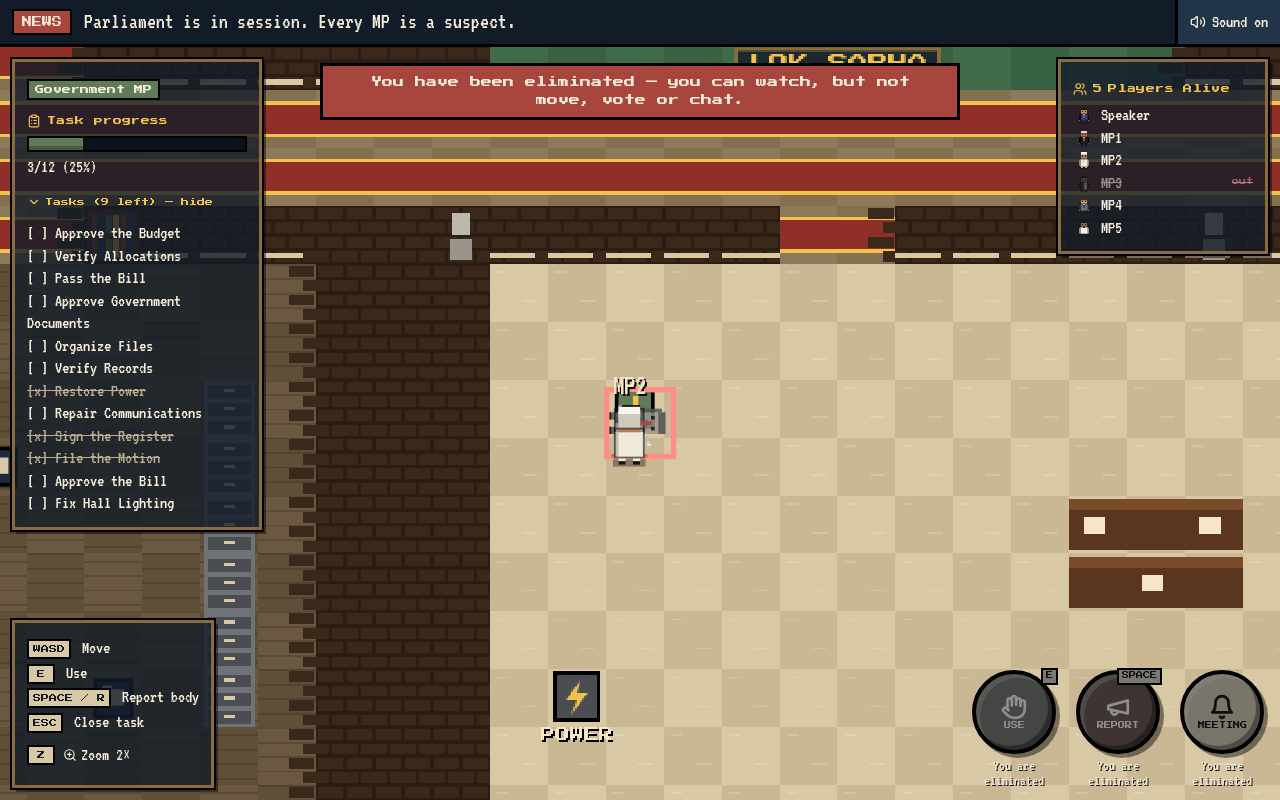 NEWS Parliament is in session. Every MP is a suspect.
Sound on
LOK SABHA
You have been eliminated — you can watch, but not
move, vote or chat.
Government MP
Task progress
3/12 (25%)
Tasks (9 left) — hide
[ ] Approve the Budget
[ ] Verify Allocations
[ ] Pass the Bill
[ ] Approve Government
Documents
[ ] Organize Files
[ ] Verify Records
[x] Restore Power
[ ] Repair Communications
[x] Sign the Register
[x] File the Motion
[ ] Approve the Bill
[ ] Fix Hall Lighting
5 Players Alive
Speaker
MP1
MP2
MP3 out
MP4
MP5
MP2
POWER
WASD Move
E Use
SPACE / R Report body
ESC Close task
Z Zoom 2X
E
USE
You are
eliminated
SPACE
REPORT
You are
eliminated
MEETING
You are
eliminated